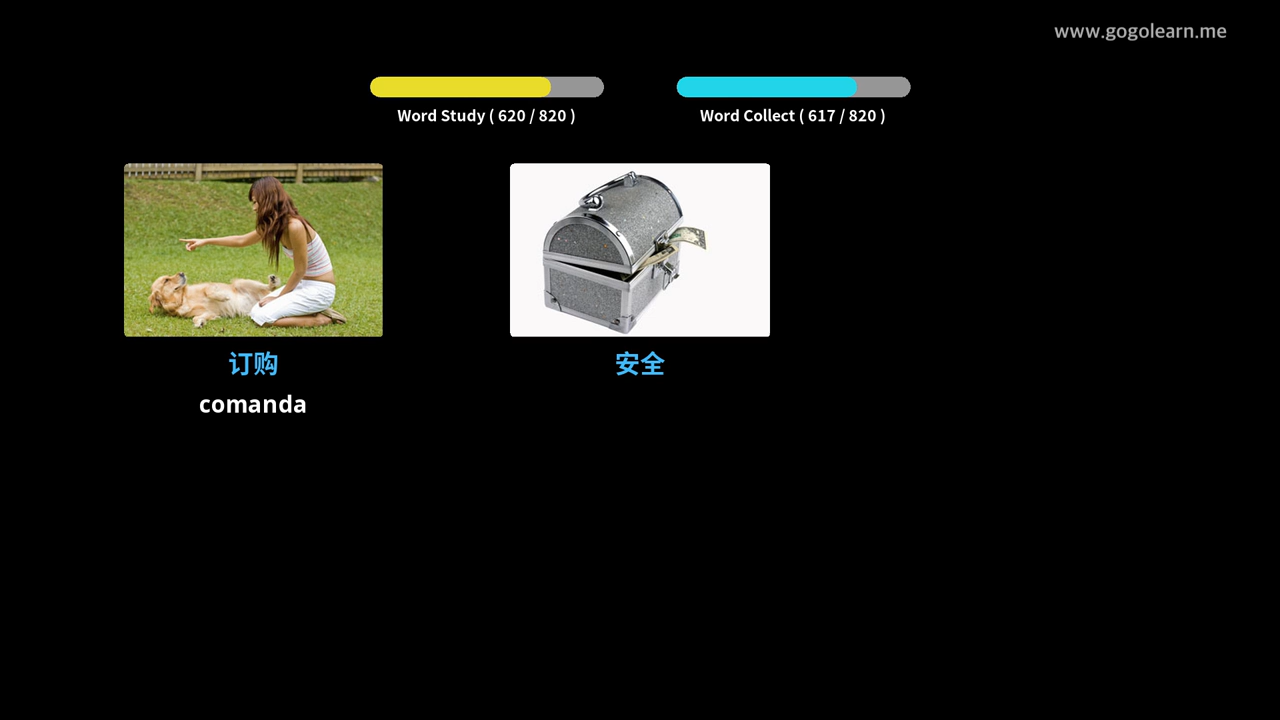 www.gogolearn.me
Word Study ( 620 / 820 )
Word Collect ( 617 / 820 )
订购
安全
comanda